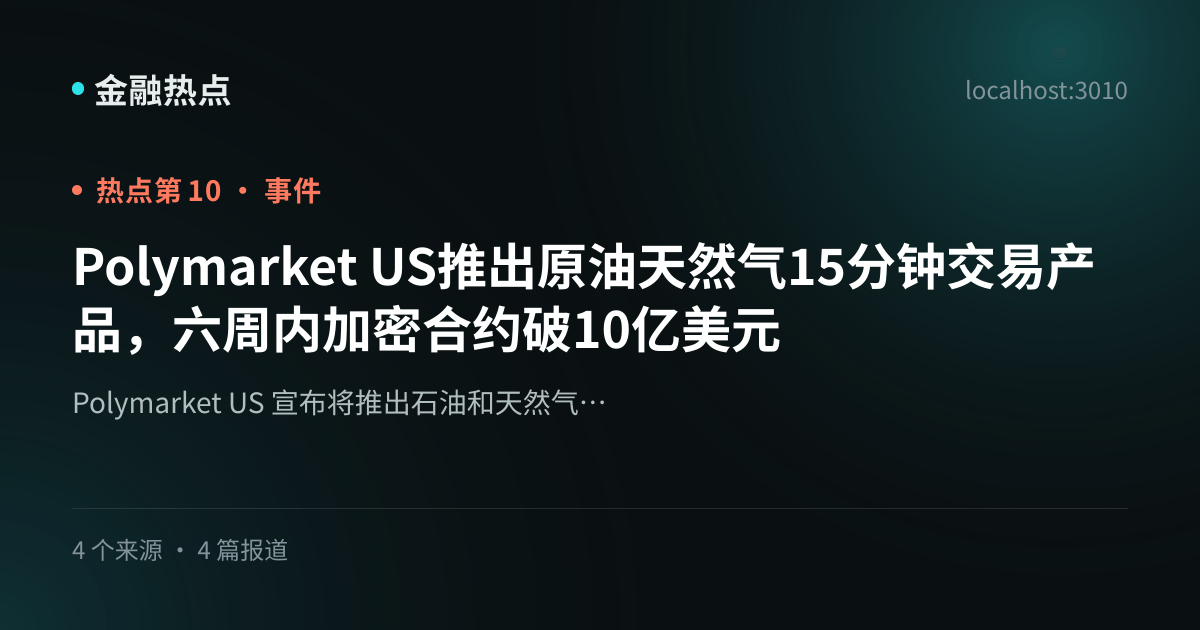 金融热点
localhost:3010
热点第 10 · 事件
Polymarket US推出原油天然气15分钟交易产
品，六周内加密合约破10亿美元
Polymarket US 宣布将推出石油和天然气…
4 个来源 · 4 篇报道